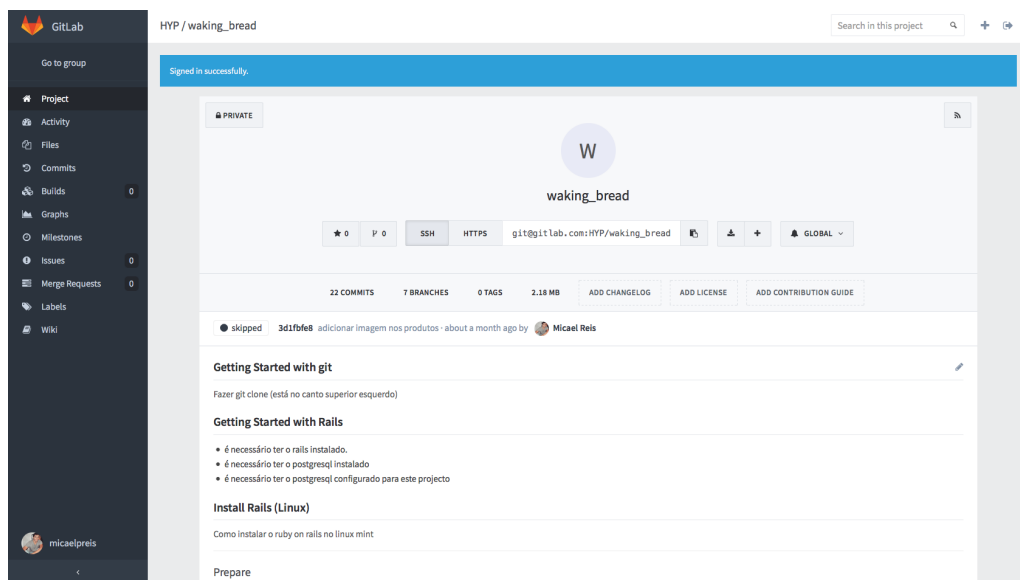 GitLab
HYP / waking_bread
Search in this project
Go to group
Signed in successfully.
Project
Activity
Files
Commits
Builds 0
Graphs
Milestones
Issues 0
Merge Requests 0
Labels
Wiki
micaelpreis
PRIVATE
W
waking_bread
0 0 SSH HTTPS git@gitlab.com:HYP/waking_bread GLOBAL
22 COMMITS 7 BRANCHES 0 TAGS 2.18 MB ADD CHANGELOG ADD LICENSE ADD CONTRIBUTION GUIDE
skipped 3d1fbfe8 adicionar imagem nos produtos · about a month ago by Micael Reis
Getting Started with git
Fazer git clone (está no canto superior esquerdo)
Getting Started with Rails
é necessário ter o rails instalado.
é necessário ter o postgresql instalado
é necessário ter o postgresql configurado para este projecto
Install Rails (Linux)
Como instalar o ruby on rails no linux mint
Prepare